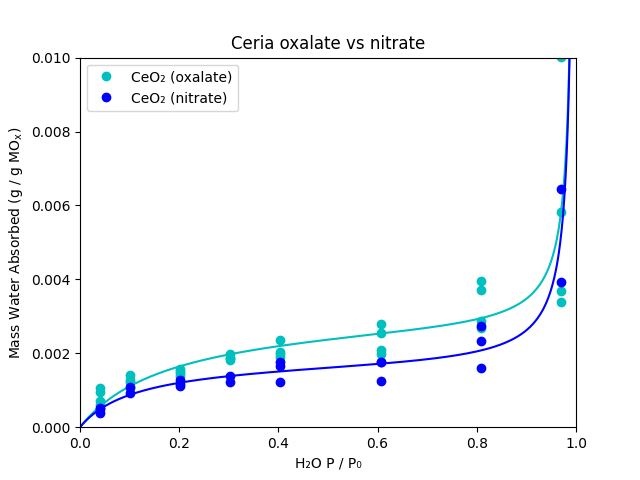 Ceria oxalate vs nitrate
CeO₂ (oxalate)
CeO₂ (nitrate)
Mass Water Absorbed (g / g MOₓ)
0.010
0.008
0.006
0.004
0.002
0.000
0.0 0.2 0.4 0.6 0.8 1.0
H₂O P / P₀